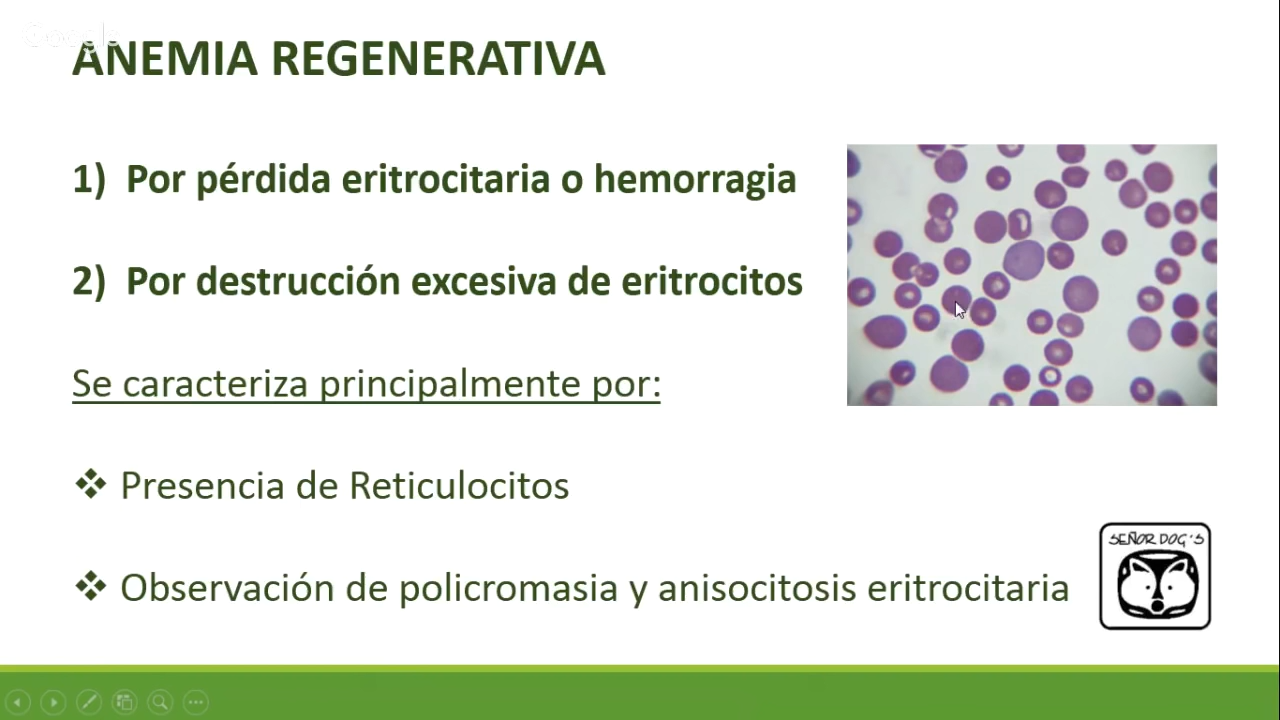 Google
ANEMIA REGENERATIVA
1) Por pérdida eritrocitaria o hemorragia
2) Por destrucción excesiva de eritrocitos
Se caracteriza principalmente por:
❖ Presencia de Reticulocitos
❖ Observación de policromasia y anisocitosis eritrocitaria
SEÑOR DOG'S